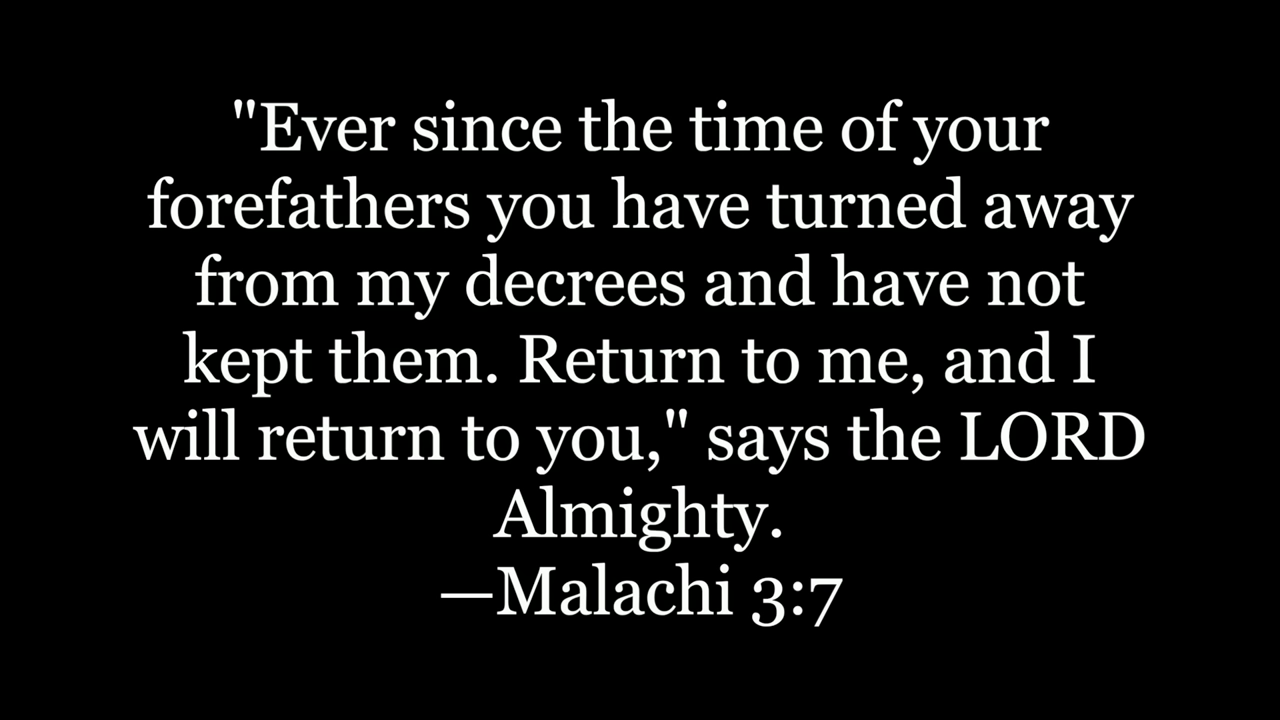 "Ever since the time of your
forefathers you have turned away
from my decrees and have not
kept them. Return to me, and I
will return to you," says the LORD
Almighty.
—Malachi 3:7